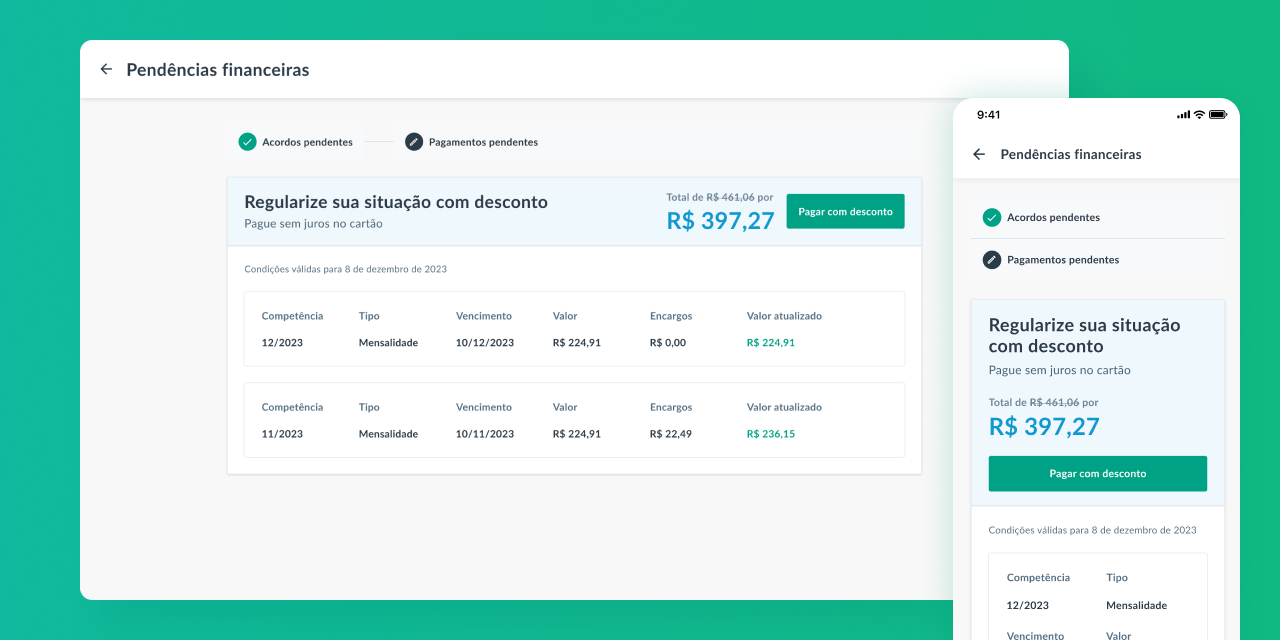 Pendências financeiras
Acordos pendentes
Pagamentos pendentes
Regularize sua situação com desconto
Pague sem juros no cartão
Total de R$ 461,06 por
R$ 397,27
Pagar com desconto
Condições válidas para 8 de dezembro de 2023
Competência Tipo Vencimento Valor Encargos Valor atualizado
12/2023 Mensalidade 10/12/2023 R$ 224,91 R$ 0,00 R$ 224,91
Competência Tipo Vencimento Valor Encargos Valor atualizado
11/2023 Mensalidade 10/11/2023 R$ 224,91 R$ 22,49 R$ 236,15
9:41
Pendências financeiras
Acordos pendentes
Pagamentos pendentes
Regularize sua situação
com desconto
Pague sem juros no cartão
Total de R$ 461,06 por
R$ 397,27
Pagar com desconto
Condições válidas para 8 de dezembro de 2023
Competência Tipo
12/2023 Mensalidade
Vencimento Valor